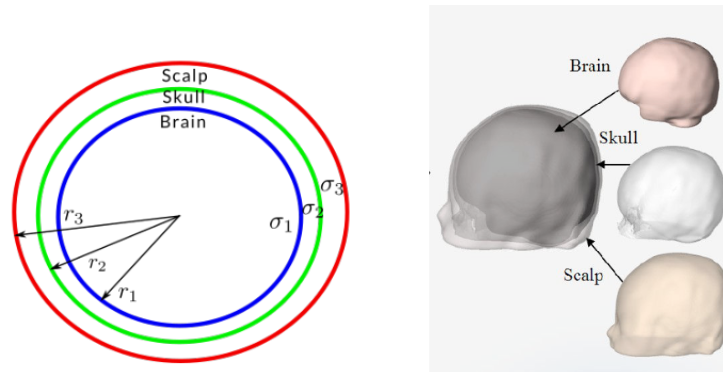 Scalp
Skull
Brain
σ₃
σ₂
σ₁
r₃
r₂
r₁
Brain
Skull
Scalp